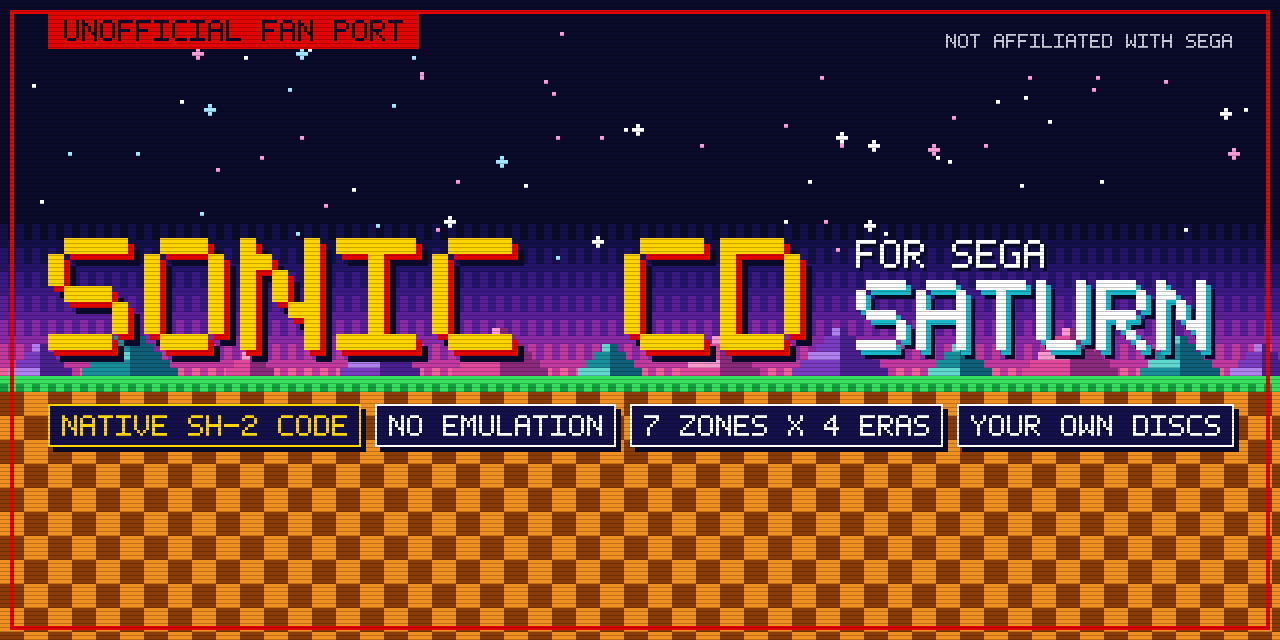 UNOFFICIAL FAN PORT
NOT AFFILIATED WITH SEGA
SONIC CD
FOR SEGA
SATURN
NATIVE SH-2 CODE
NO EMULATION
7 ZONES X 4 ERAS
YOUR OWN DISCS